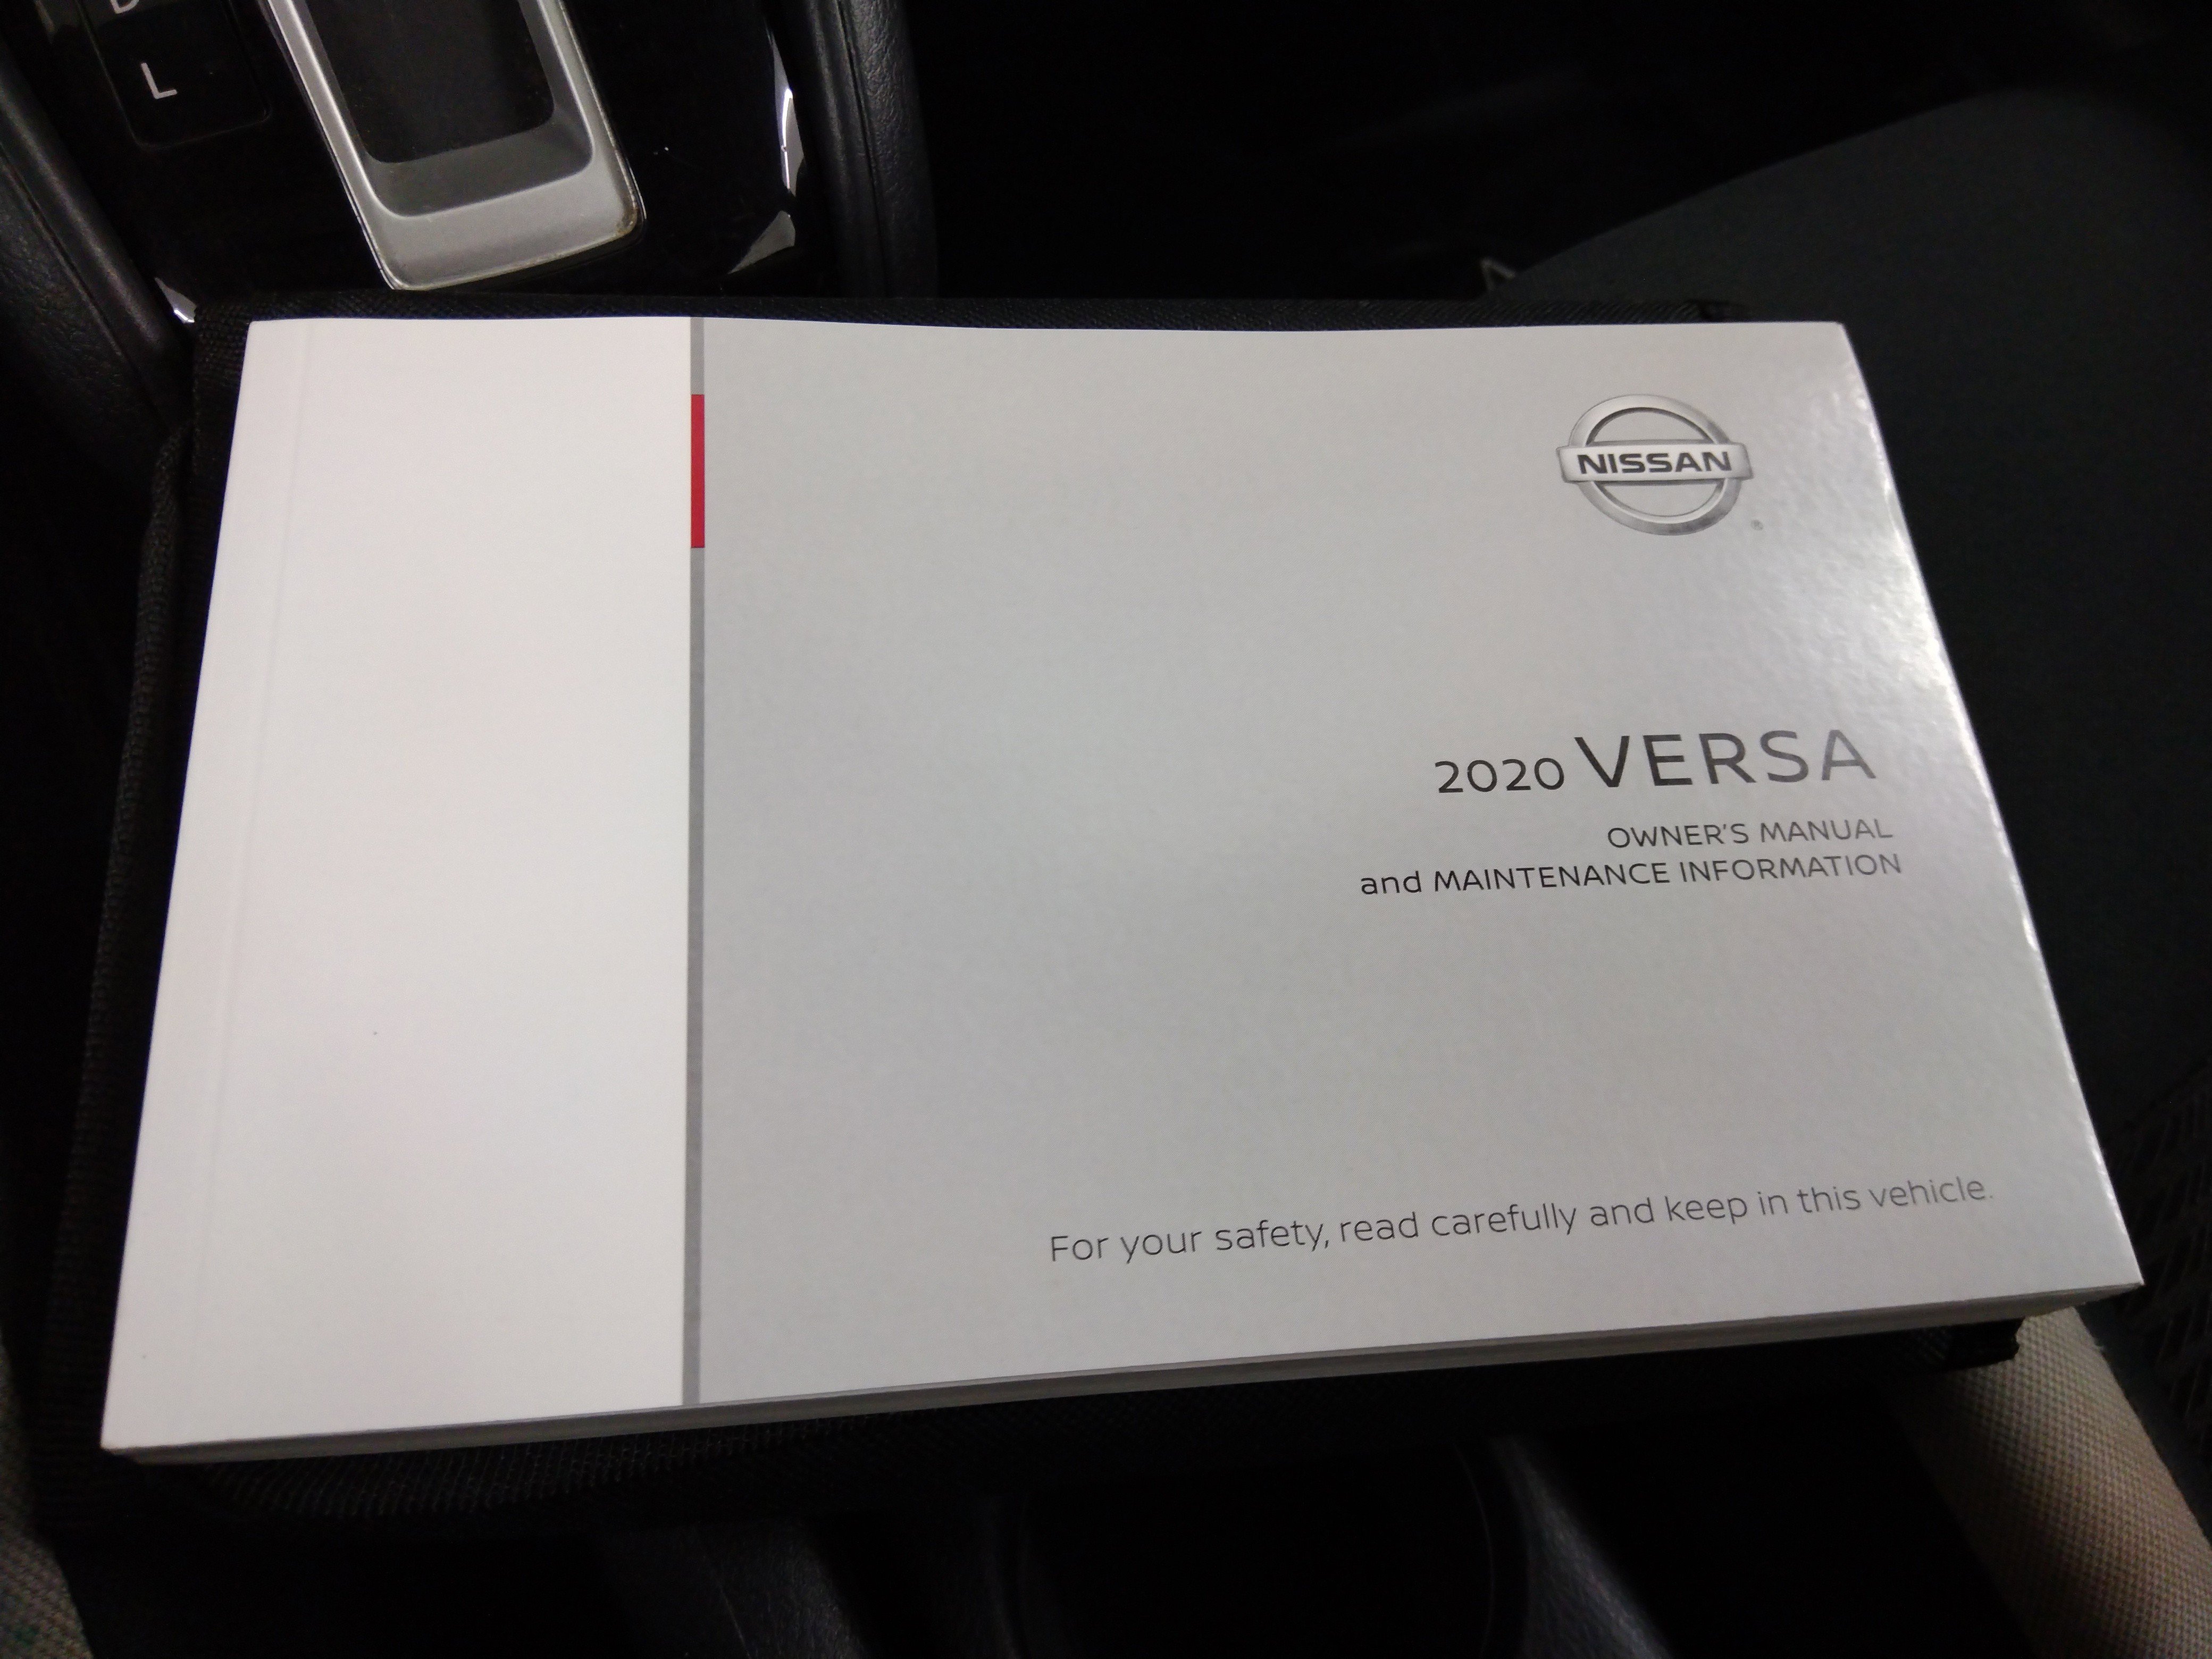 D
L
NISSAN
®
2020 VERSA
OWNER'S MANUAL
and MAINTENANCE INFORMATION
For your safety, read carefully and keep in this vehicle.